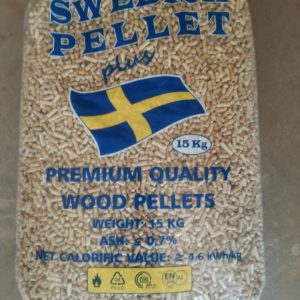 SWEDISH
PELLET
plus
15 Kg
PREMIUM QUALITY
WOOD PELLETS
WEIGHT: 15 KG
ASH: ≤ 0,7%
NET CALORIFIC VALUE: ≥ 4,6 kWh/kg